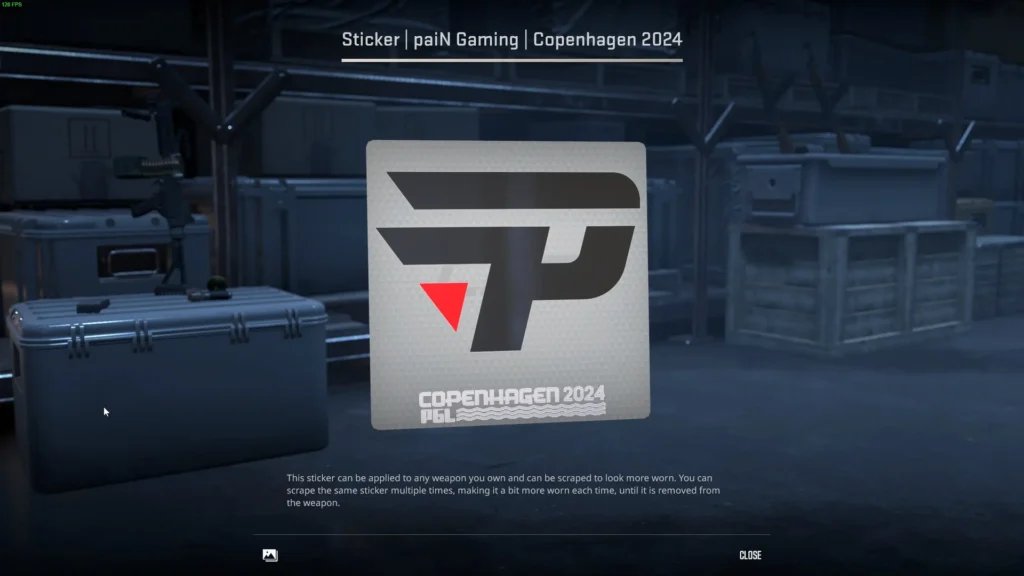 126 FPS
Sticker | paiN Gaming | Copenhagen 2024
COPENHAGEN 2024
PGL
This sticker can be applied to any weapon you own and can be scraped to look more worn. You can
scrape the same sticker multiple times, making it a bit more worn each time, until it is removed from
the weapon.
CLOSE